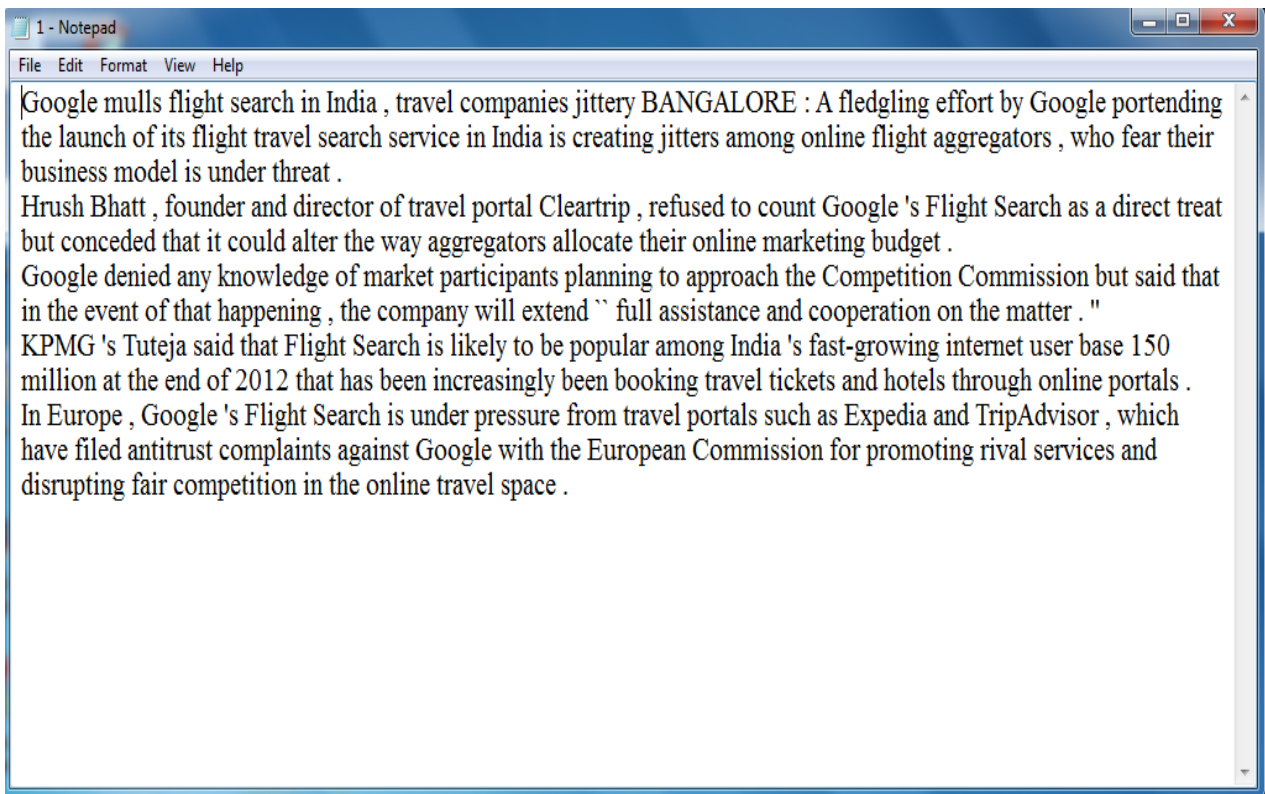 1 - Notepad
File Edit Format View Help
Google mulls flight search in India , travel companies jittery BANGALORE : A fledgling effort by Google portending
the launch of its flight travel search service in India is creating jitters among online flight aggregators , who fear their
business model is under threat .
Hrush Bhatt , founder and director of travel portal Cleartrip , refused to count Google 's Flight Search as a direct treat
but conceded that it could alter the way aggregators allocate their online marketing budget .
Google denied any knowledge of market participants planning to approach the Competition Commission but said that
in the event of that happening , the company will extend `` full assistance and cooperation on the matter . "
KPMG 's Tuteja said that Flight Search is likely to be popular among India 's fast-growing internet user base 150
million at the end of 2012 that has been increasingly been booking travel tickets and hotels through online portals .
In Europe , Google 's Flight Search is under pressure from travel portals such as Expedia and TripAdvisor , which
have filed antitrust complaints against Google with the European Commission for promoting rival services and
disrupting fair competition in the online travel space .